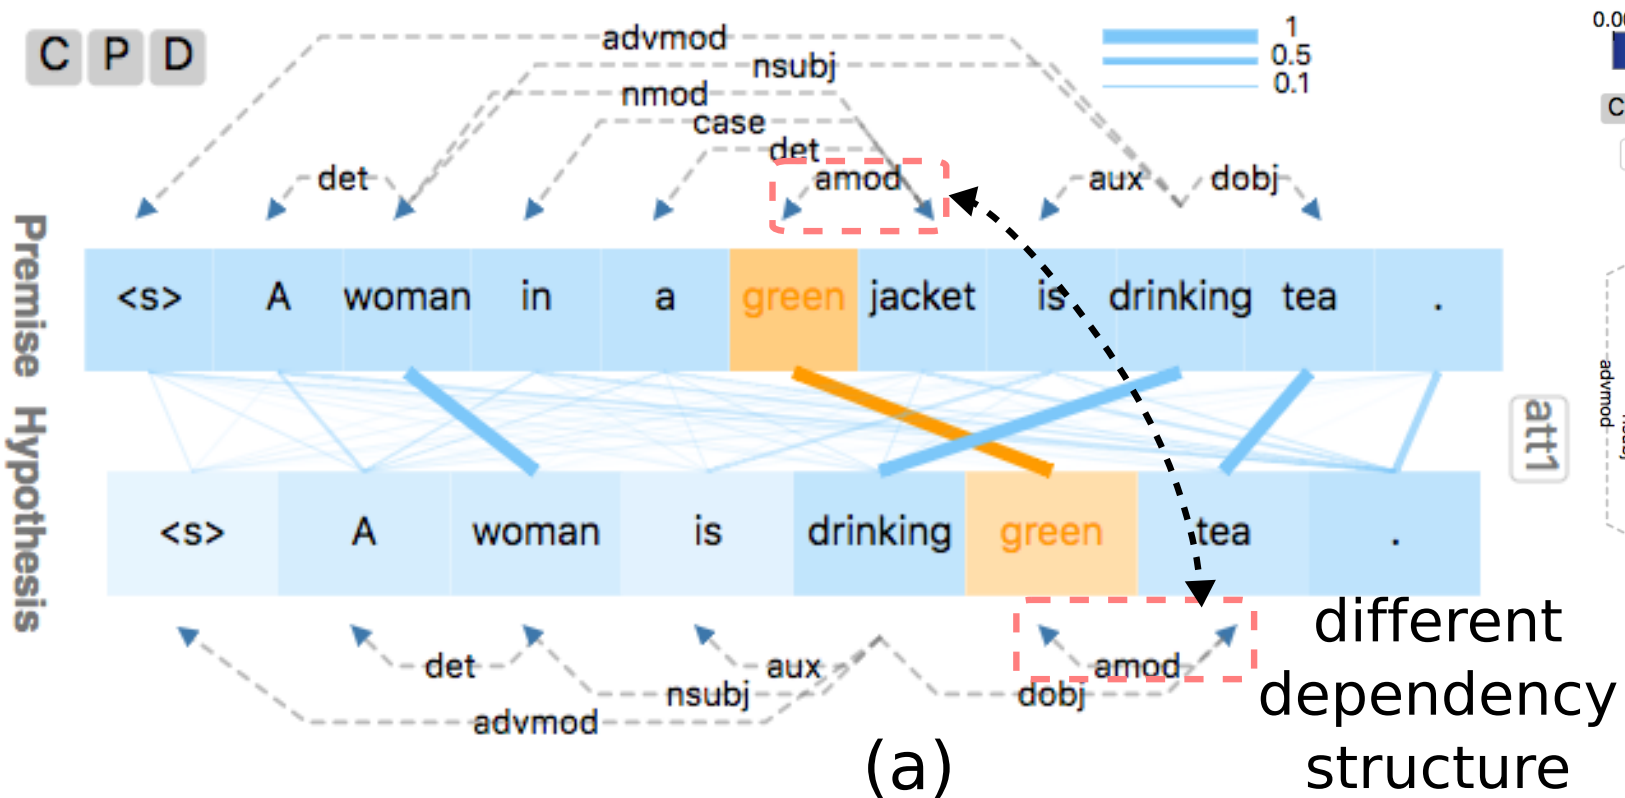 C P D
advmod
nsubj
nmod
case
det
det
amod
aux
dobj
1
0.5
0.1
0.0
C
Premise
<s> A woman in a green jacket is drinking tea .
att1
advmod
Hypothesis
<s> A woman is drinking green tea .
det
aux
amod
nsubj
dobj
advmod
different
dependency
structure
(a)